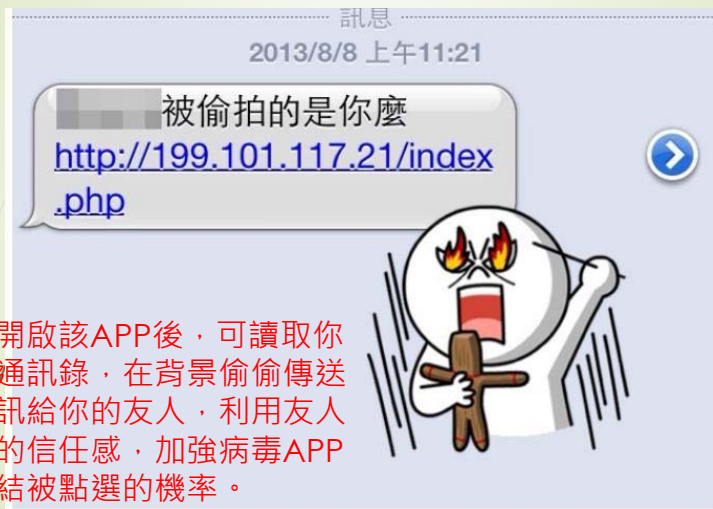 訊息
2013/8/8 上午11:21
被偷拍的是你麼
http://199.101.117.21/index
.php
開啟該APP後，可讀取你
通訊錄，在背景偷偷傳送
訊給你的友人，利用友人
的信任感，加強病毒APP
結被點選的機率。